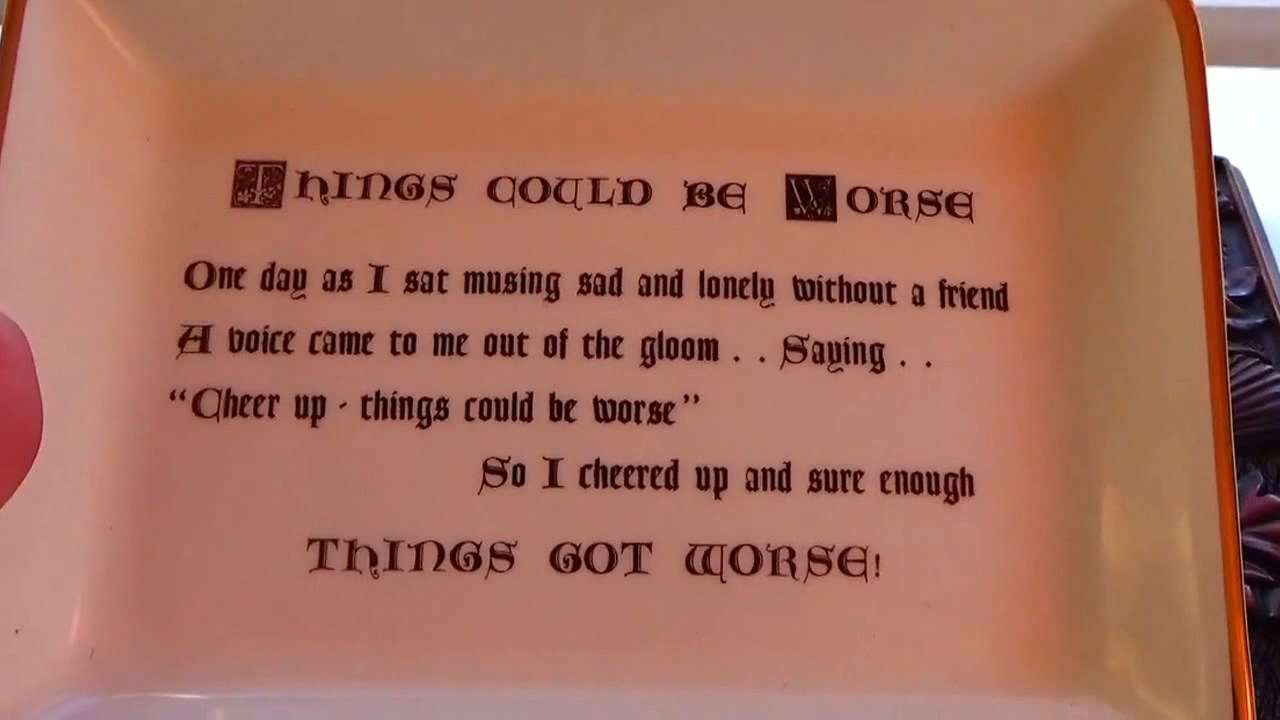 Things could be Worse
One day as I sat musing sad and lonely without a friend
A voice came to me out of the gloom . . Saying . .
“Cheer up - things could be worse”
So I cheered up and sure enough
THINGS GOT WORSE!